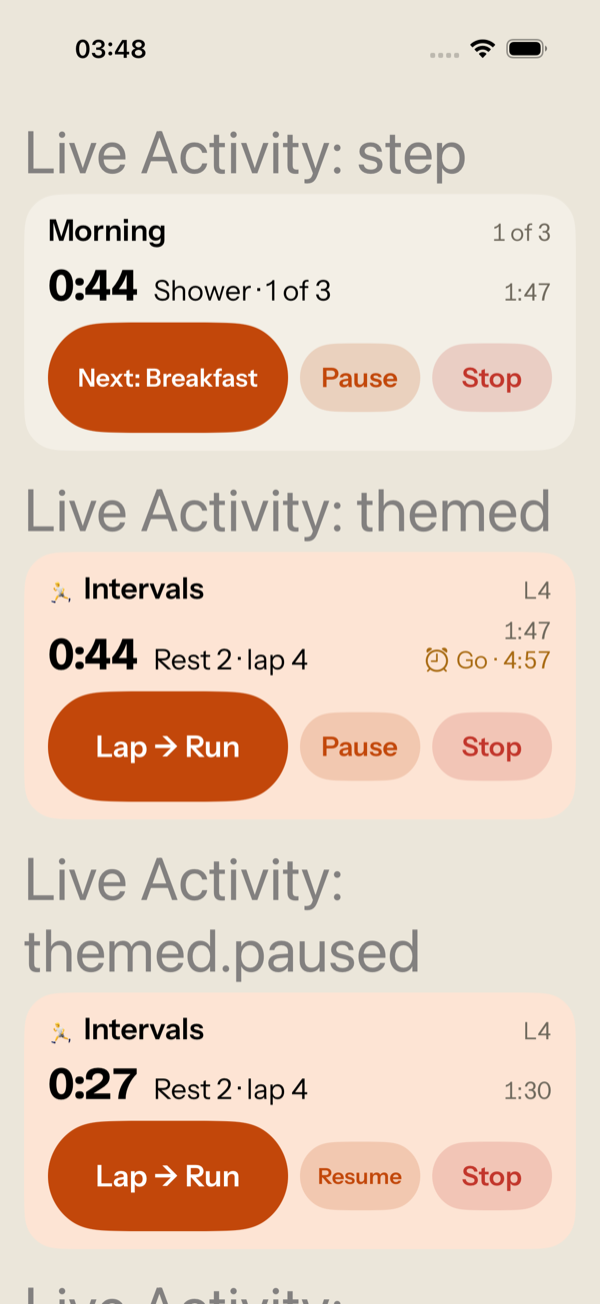 03:48
Live Activity: step
Morning 1 of 3
0:44 Shower · 1 of 3 1:47
Next: Breakfast Pause Stop
Live Activity: themed
Intervals L4
1:47
0:44 Rest 2 · lap 4 Go · 4:57
Lap → Run Pause Stop
Live Activity:
themed.paused
Intervals L4
0:27 Rest 2 · lap 4 1:30
Lap → Run Resume Stop
Live Activity: